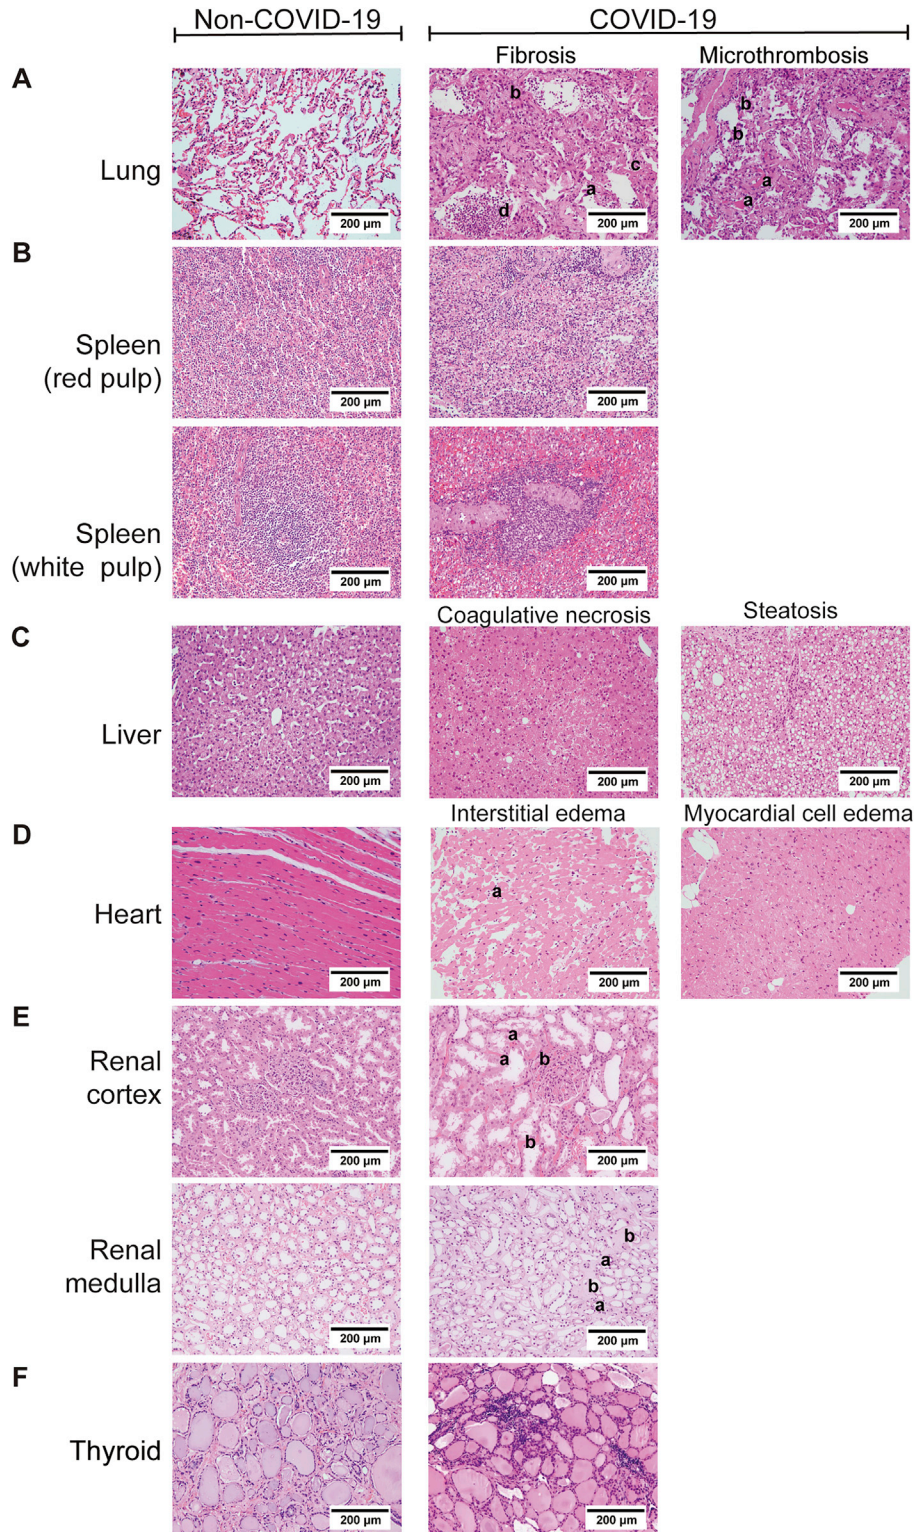 Non-COVID-19 COVID-19
Fibrosis Microthrombosis
A
Lung
b
c
a
d
b
b
a
a
200 µm 200 µm 200 µm
B
Spleen
(red pulp)
200 µm 200 µm
Spleen
(white pulp)
200 µm 200 µm
Coagulative necrosis Steatosis
C
Liver
200 µm 200 µm 200 µm
Interstitial edema Myocardial cell edema
D
a
Heart
200 µm 200 µm 200 µm
E
Renal
cortex
a
a b
b
200 µm 200 µm
Renal
medulla
b
a
b
a
200 µm 200 µm
F
Thyroid
200 µm 200 µm